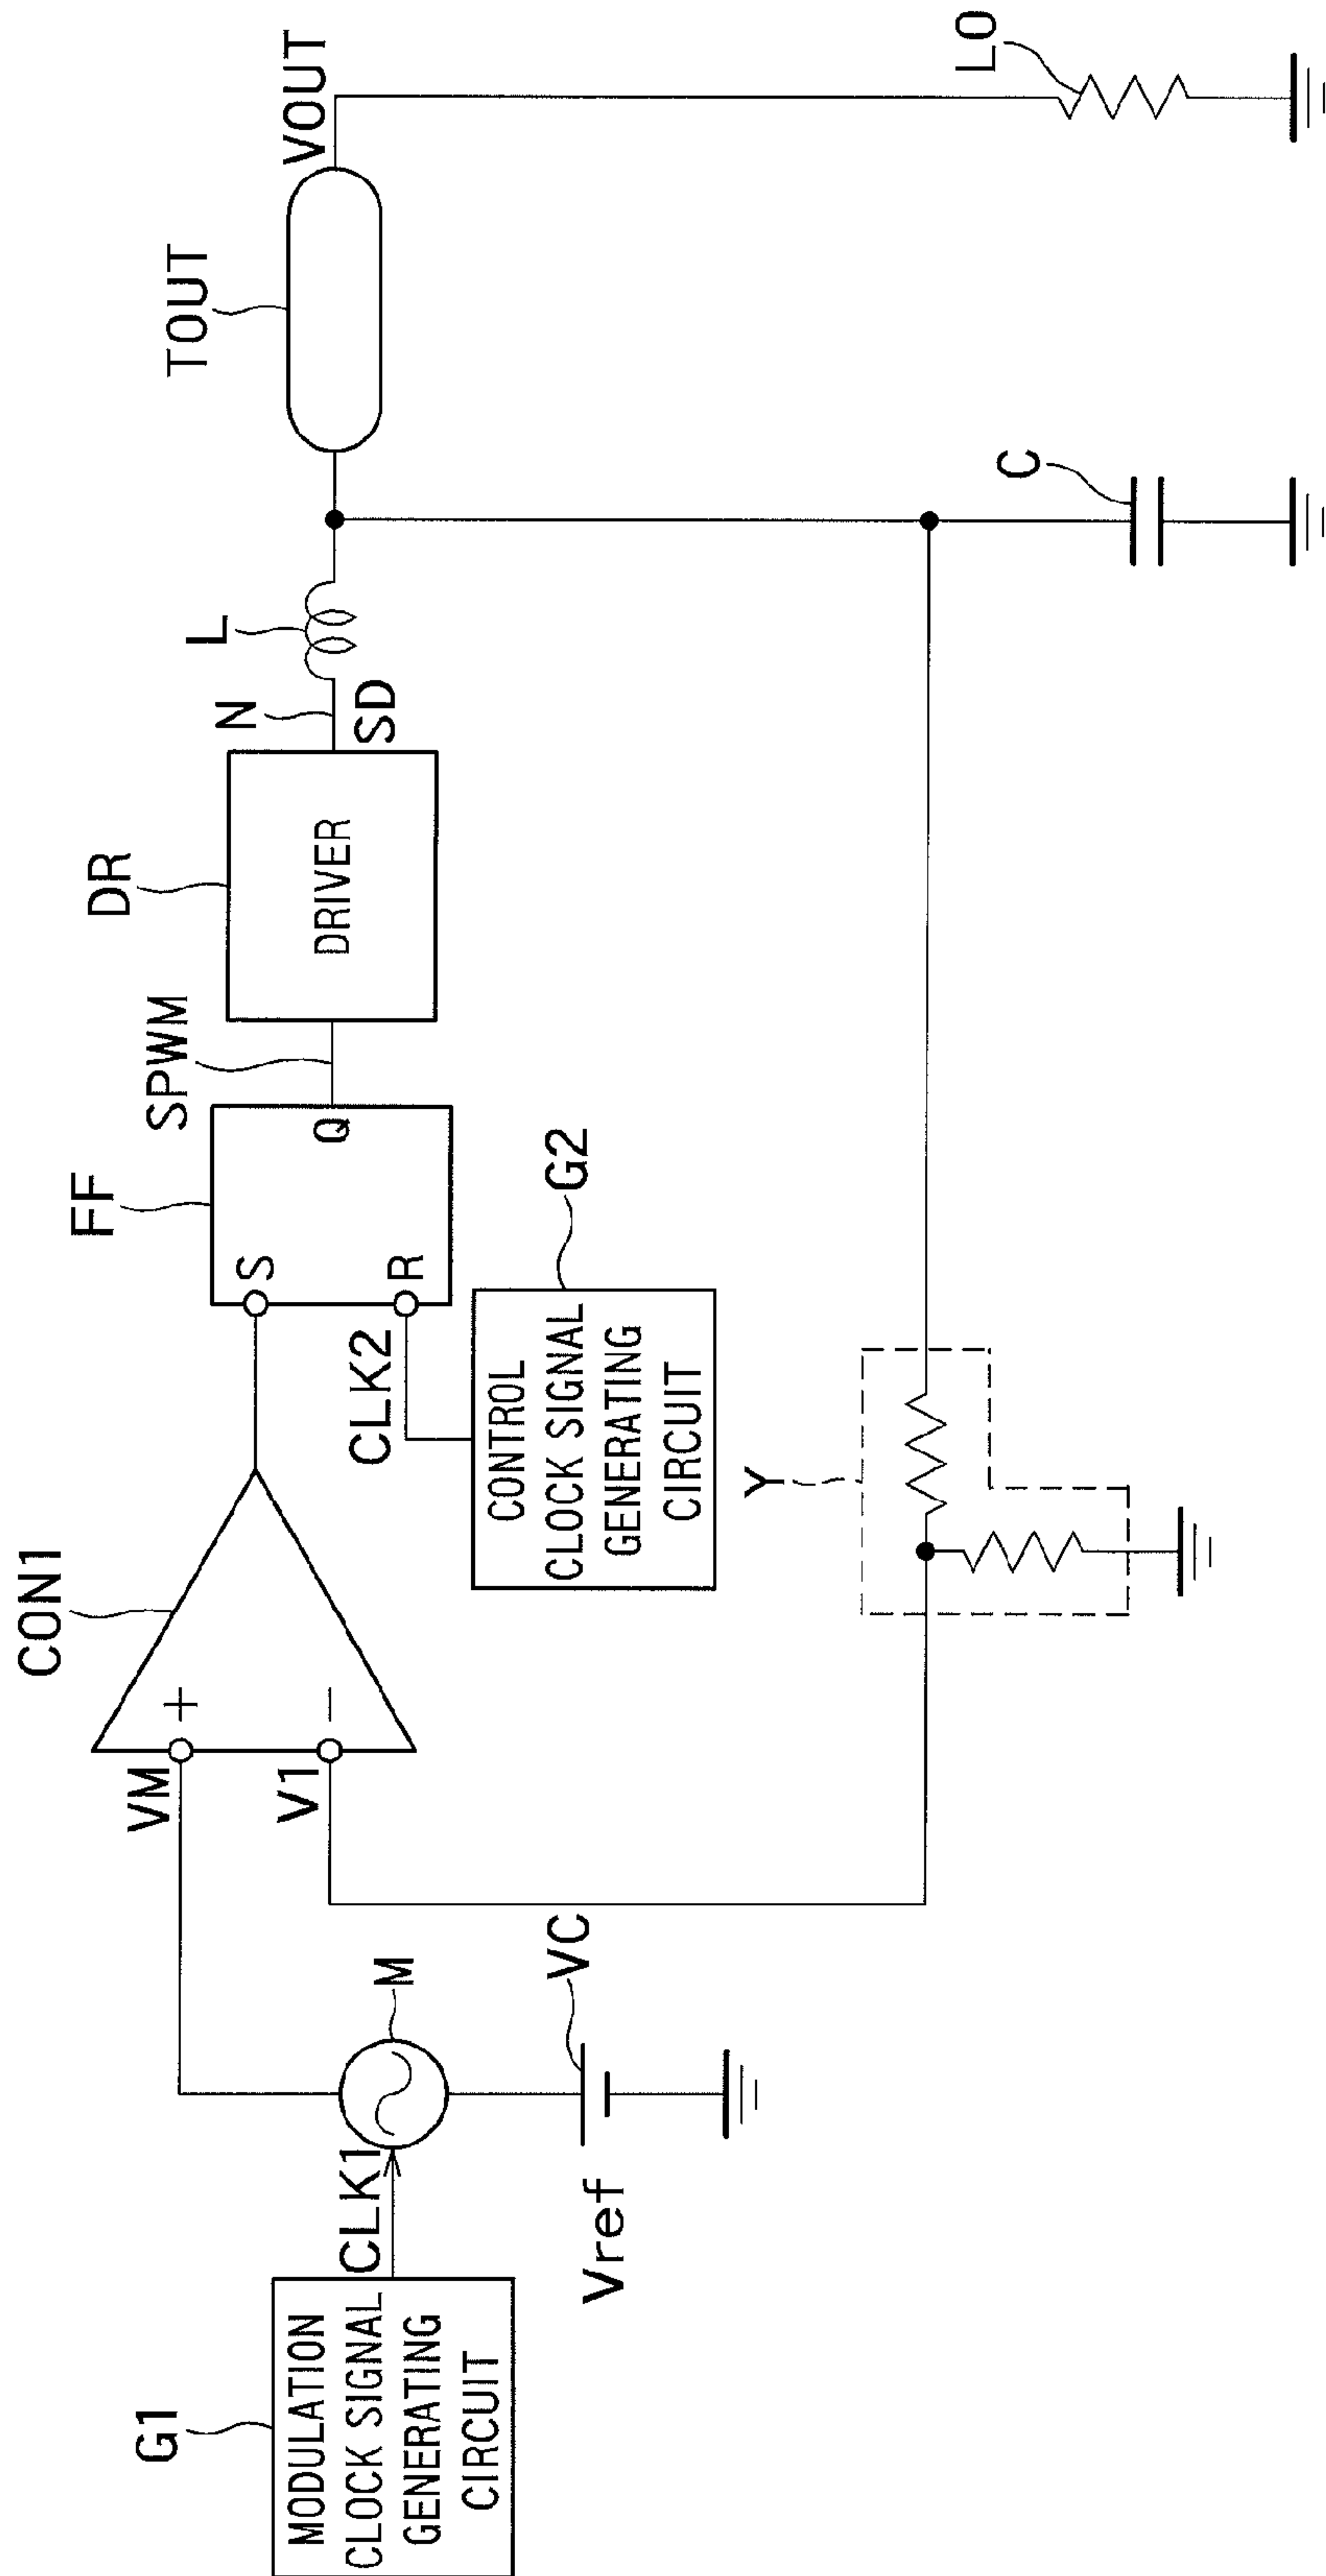 G1
MODULATION
CLOCK SIGNAL
GENERATING
CIRCUIT
CLK1
M
VC
Vref
VM
V1
CON1
+
−
FF
S
R
Q
CLK2
G2
CONTROL
CLOCK SIGNAL
GENERATING
CIRCUIT
SPWM
DR
DRIVER
N
SD
L
TOUT
VOUT
Y
C
LO